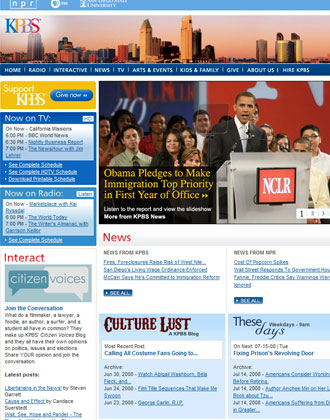 npr
PBS
SAN DIEGO STATE
UNIVERSITY
KPBS
HOME | RADIO | INTERACTIVE | NEWS | TV | ARTS & EVENTS | KIDS & FAMILY | GIVE | ABOUT US | HIRE KPBS
Support
KPBS
Give now »
Now on TV:
HD
On Now - California Missions
6:00 PM - BBC World News
6:30 PM - Nightly Business Report
7:00 PM - The Newshour with Jim
Lehrer
See Complete Schedule
See Complete HDTV Schedule
Download Printable Schedule
Now on Radio:
Listen
On Now - Marketplace with Kai
Ryssdal
6:30 PM - The World Today
7:00 PM - The Writer's Almanac with
Garrison Keillor
See Complete Schedule
NCLR
Obama Pledges to Make
Immigration Top Priority
in First Year of Office
Listen to the report and view the slideshow
More from KPBS News
1 2 3
Interact
citizen
voices
Join the Conversation
What do a filmmaker, a lawyer, a
foodie, an author, a surfer, and a
student all have in common? They
make up KPBS' Citizen Voices Blog
and they all have their own opinions
on politics, issues and elections.
Share YOUR opinion and join the
conversation.
Latest posts:
Libertarians in the News! by Steven
Garrett
Cause and Effect by Candace
Suerstedt
Wall, See, Hope and Pander - The
News
NEWS FROM KPBS
Fires, Foreclosures Raise Risk of West Nile...
San Diego's Living Wage Ordinance Enforced
McCain Says He's Committed to Immigration Reform
SEE ALL
NEWS FROM NPR
Cost Of Popcorn Spikes
Wall Street Responds To Government
Fannie, Freddie Critics Say Warnings Were
Ignored
SEE ALL
CULTURE LUST
A KPBS Blog
Most Recent Post:
Calling All Costume Fans Going to...
Archive:
Jun 30, 2008 - Watch Abigail Washburn, Béla
Fleck, and...
Jun 24, 2008 - Film Title Sequences That Make Me
Swoon
Jun 23, 2008 - George Carlin, R.I.P.
These
days
Weekdays - 9am
On Next: 07-15-08 | Tue
Fixing Prison's Revolving Door
Archive:
Jul 14, 2008 - Americans Consider Working
Before Retiring
Jul 14, 2008 - Author Anchee Min on Her
Book About
Jul 14, 2008 - Americans Suffering from
Overload